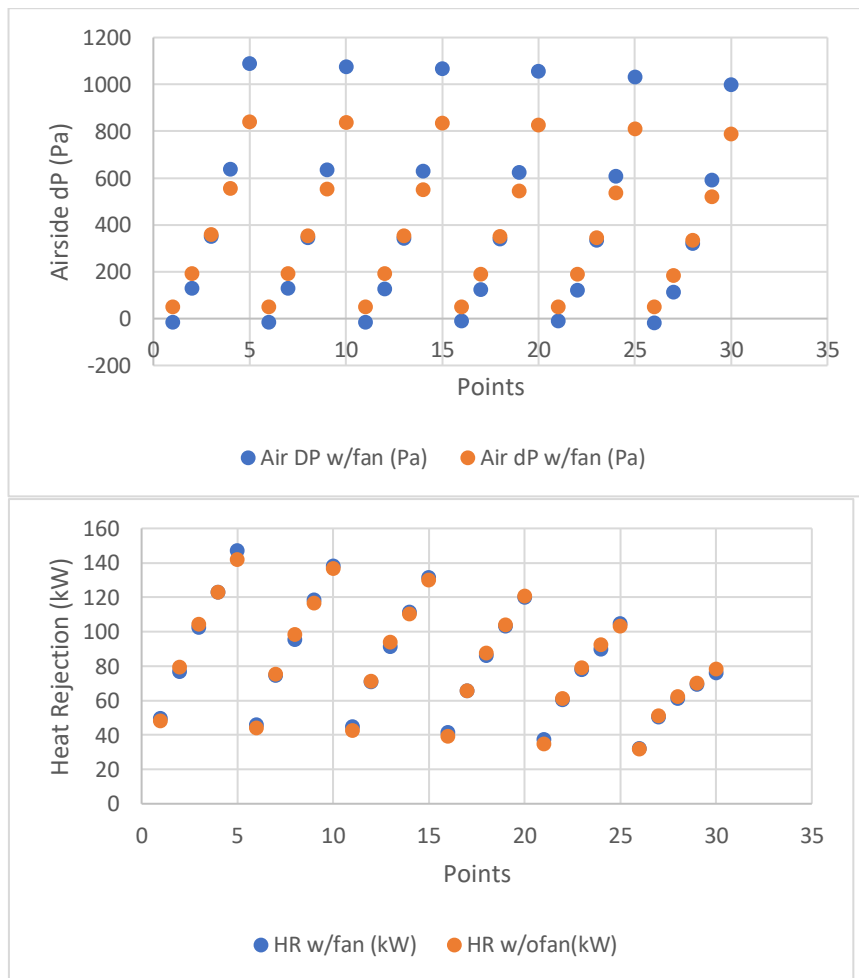 1200
1000
800
600
400
200
0
-200
0 5 10 15 20 25 30 35
Airside dP (Pa)
Points
Air DP w/fan (Pa) Air dP w/fan (Pa)
160
140
120
100
80
60
40
20
0
0 5 10 15 20 25 30 35
Heat Rejection (kW)
Points
HR w/fan (kW) HR w/ofan(kW)